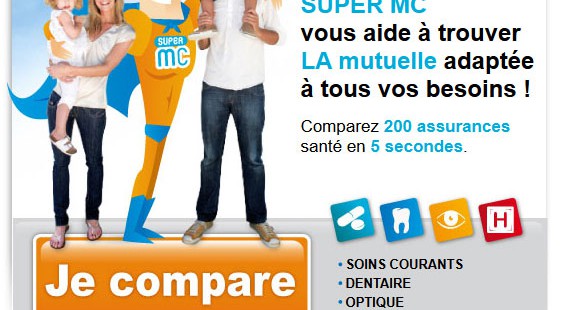 SUPER MC
vous aide à trouver
LA mutuelle adaptée
à tous vos besoins !
Comparez 200 assurances
santé en 5 secondes.
SUPER
MC
H
Je compare
• SOINS COURANTS
• DENTAIRE
• OPTIQUE